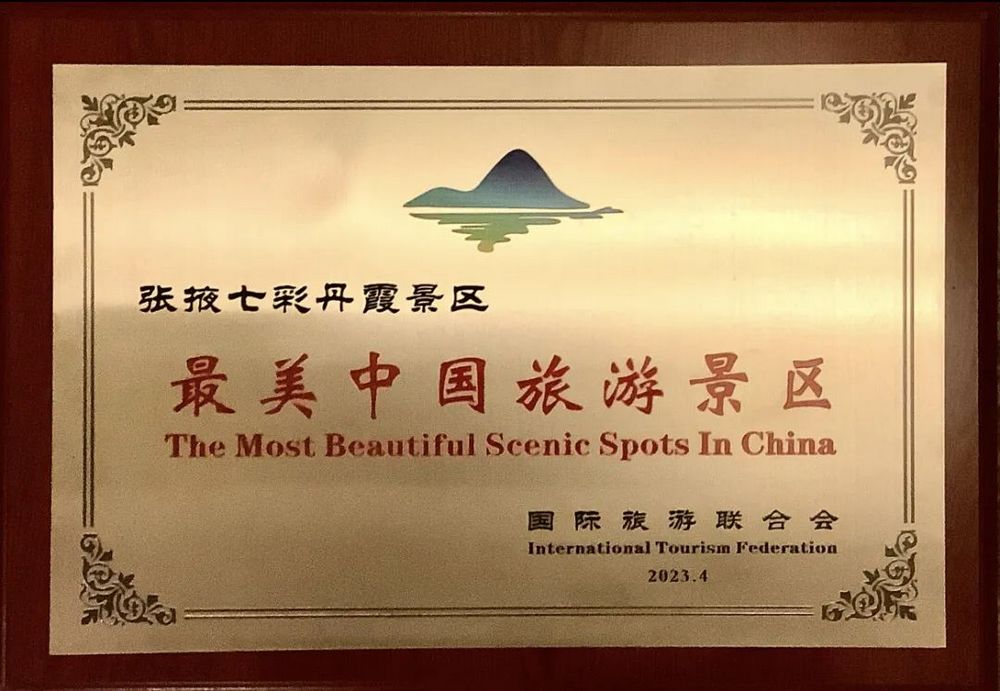 张掖七彩丹霞景区
最美中国旅游景区
The Most Beautiful Scenic Spots In China
国际旅游联合会
International Tourism Federation
2023.4